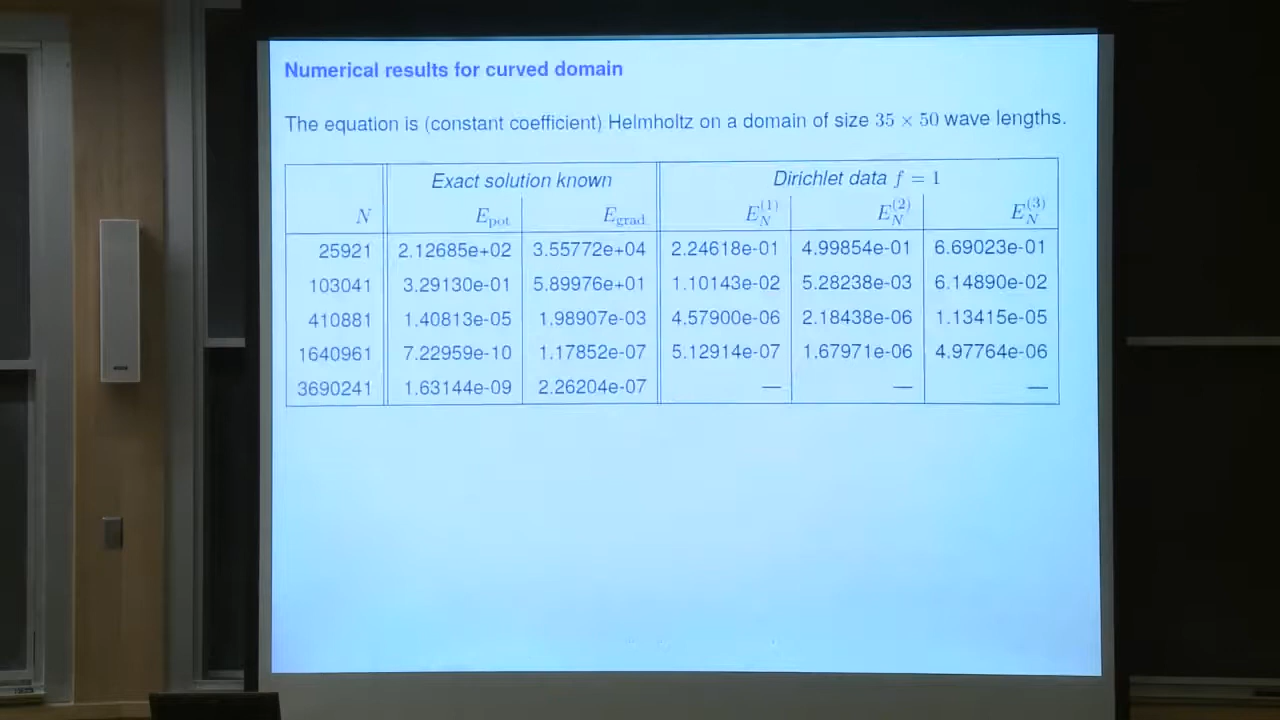 Numerical results for curved domain
The equation is (constant coefficient) Helmholtz on a domain of size 35 × 50 wave lengths.
Exact solution known Dirichlet data f = 1
N E_pot E_grad E_N^(1) E_N^(2) E_N^(3)
25921 2.12685e+02 3.55772e+04 2.24618e-01 4.99854e-01 6.69023e-01
103041 3.29130e-01 5.89976e+01 1.10143e-02 5.28238e-03 6.14890e-02
410881 1.40813e-05 1.98907e-03 4.57900e-06 2.18438e-06 1.13415e-05
1640961 7.22959e-10 1.17852e-07 5.12914e-07 1.67971e-06 4.97764e-06
3690241 1.63144e-09 2.26204e-07 — — —